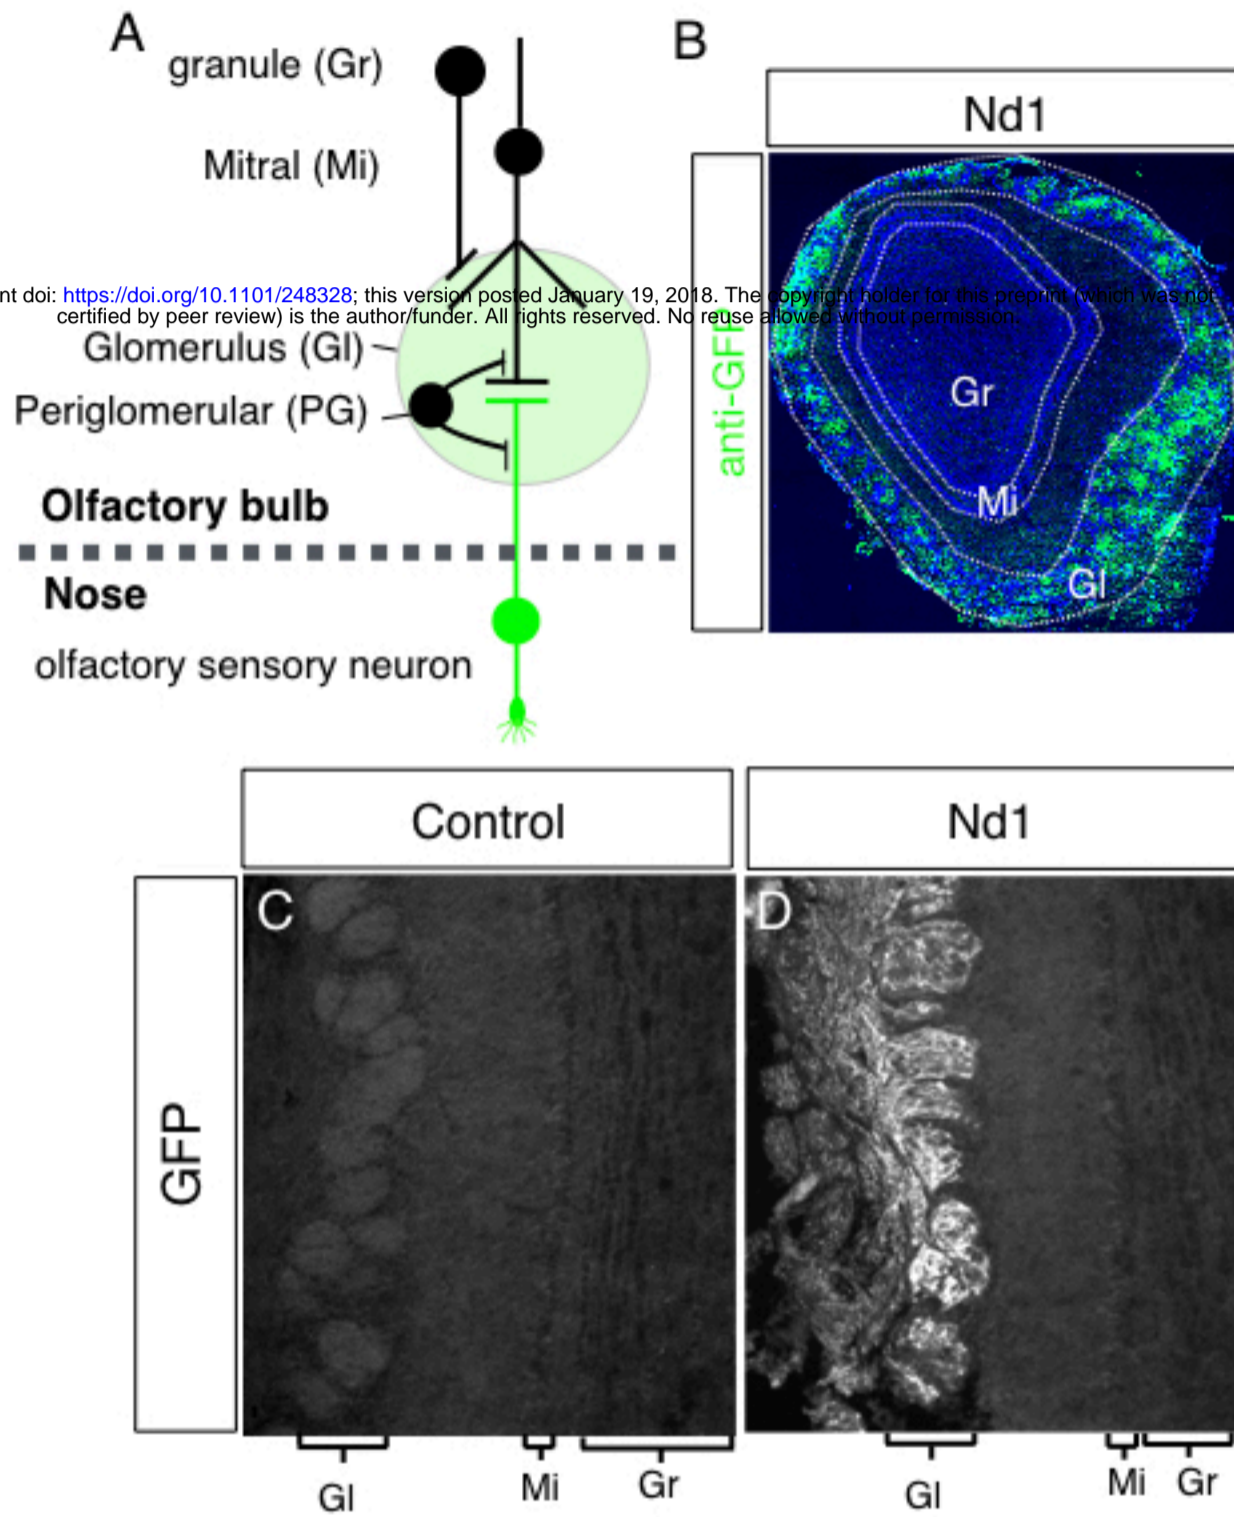 A
B
granule (Gr)
Nd1
Mitral (Mi)
nt doi: https://doi.org/10.1101/248328; this version posted January 19, 2018. The copyright holder for this preprint (which was not
certified by peer review) is the author/funder. All rights reserved. No reuse allowed without permission.
Glomerulus (Gl)
Periglomerular (PG)
anti-GFP
Gr
Mi
Gl
Olfactory bulb
Nose
olfactory sensory neuron
Control
Nd1
C
D
GFP
Gl
Mi
Gr
Gl
Mi
Gr